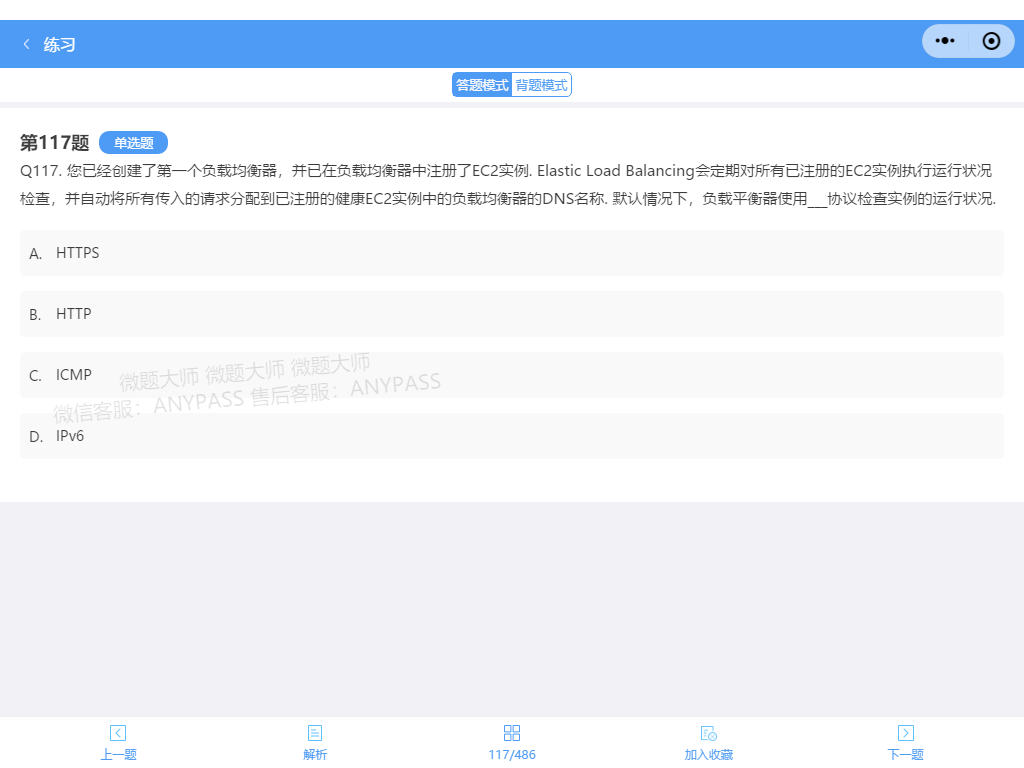 练习
答题模式 背题模式
第117题 单选题
Q117. 您已经创建了第一个负载均衡器，并已在负载均衡器中注册了EC2实例. Elastic Load Balancing会定期对所有已注册的EC2实例执行运行状况
检查，并自动将所有传入的请求分配到已注册的健康EC2实例中的负载均衡器的DNS名称. 默认情况下，负载平衡器使用___协议检查实例的运行状况.
A. HTTPS
B. HTTP
C. ICMP
微题大师 微题大师 微题大师
微信客服：ANYPASS 售后客服：ANYPASS
D. IPv6
上一题 解析 117/486 加入收藏 下一题